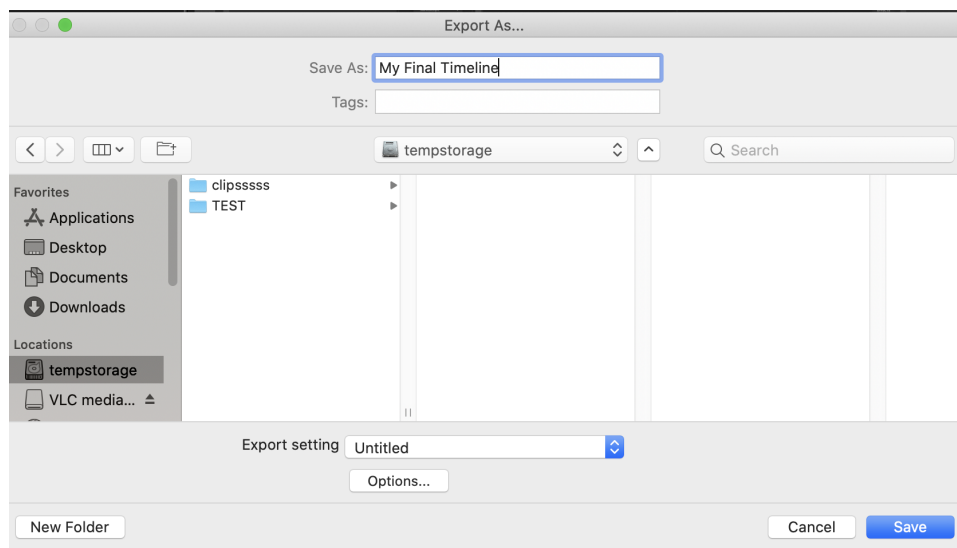 Export As...
Save As: My Final Timeline
Tags:
tempstorage
Search
Favorites
Applications
Desktop
Documents
Downloads
Locations
tempstorage
VLC media...
clipsssss
TEST
Export setting Untitled
Options...
New Folder
Cancel
Save